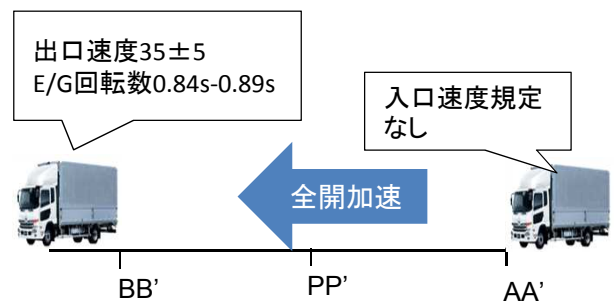 出口速度35±5
E/G回転数0.84s-0.89s
入口速度規定
なし
全開加速
BB'
PP'
AA'